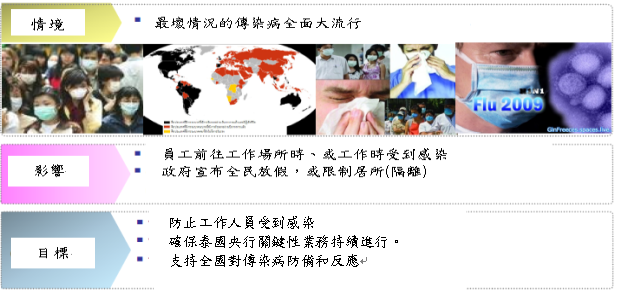 情境
最壞情況的傳染病全面大流行
Flu 2009
影響
員工前往工作場所時、或工作時受到感染
政府宣布全民放假，或限制居所(隔離)
目標
防止工作人員受到感染
確保泰國央行關鍵性業務持續進行。
支持全國對傳染病防備和反應